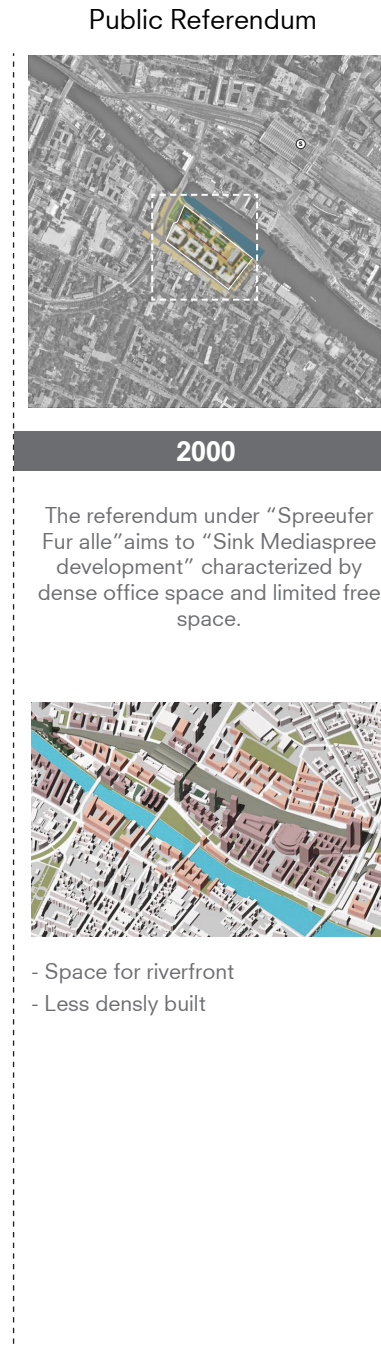 Public Referendum
S
2000
The referendum under “Spreeufer
Fur alle”aims to “Sink Mediaspree
development” characterized by
dense office space and limited free
space.
- Space for riverfront
- Less densly built